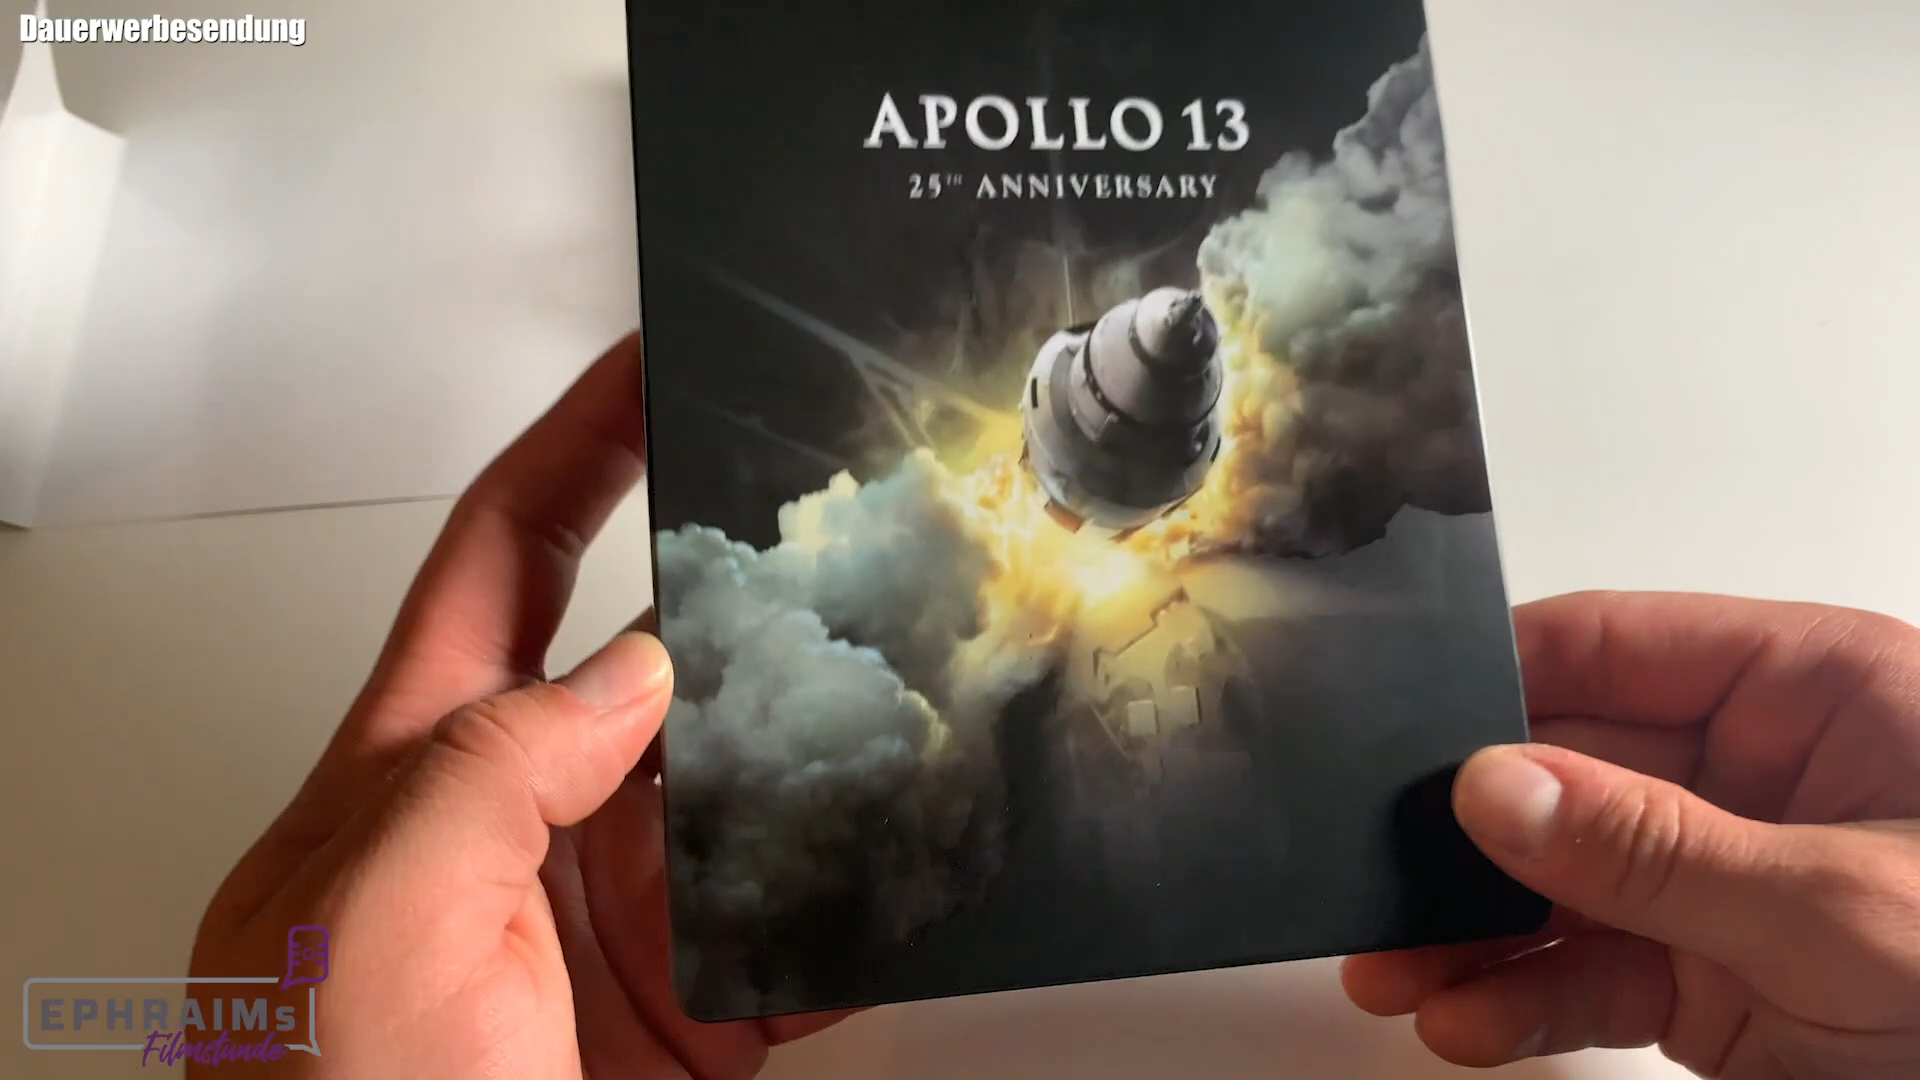 Dauerwerbesendung
APOLLO 13
25TH ANNIVERSARY
EPHRAIMs
Filmstunde